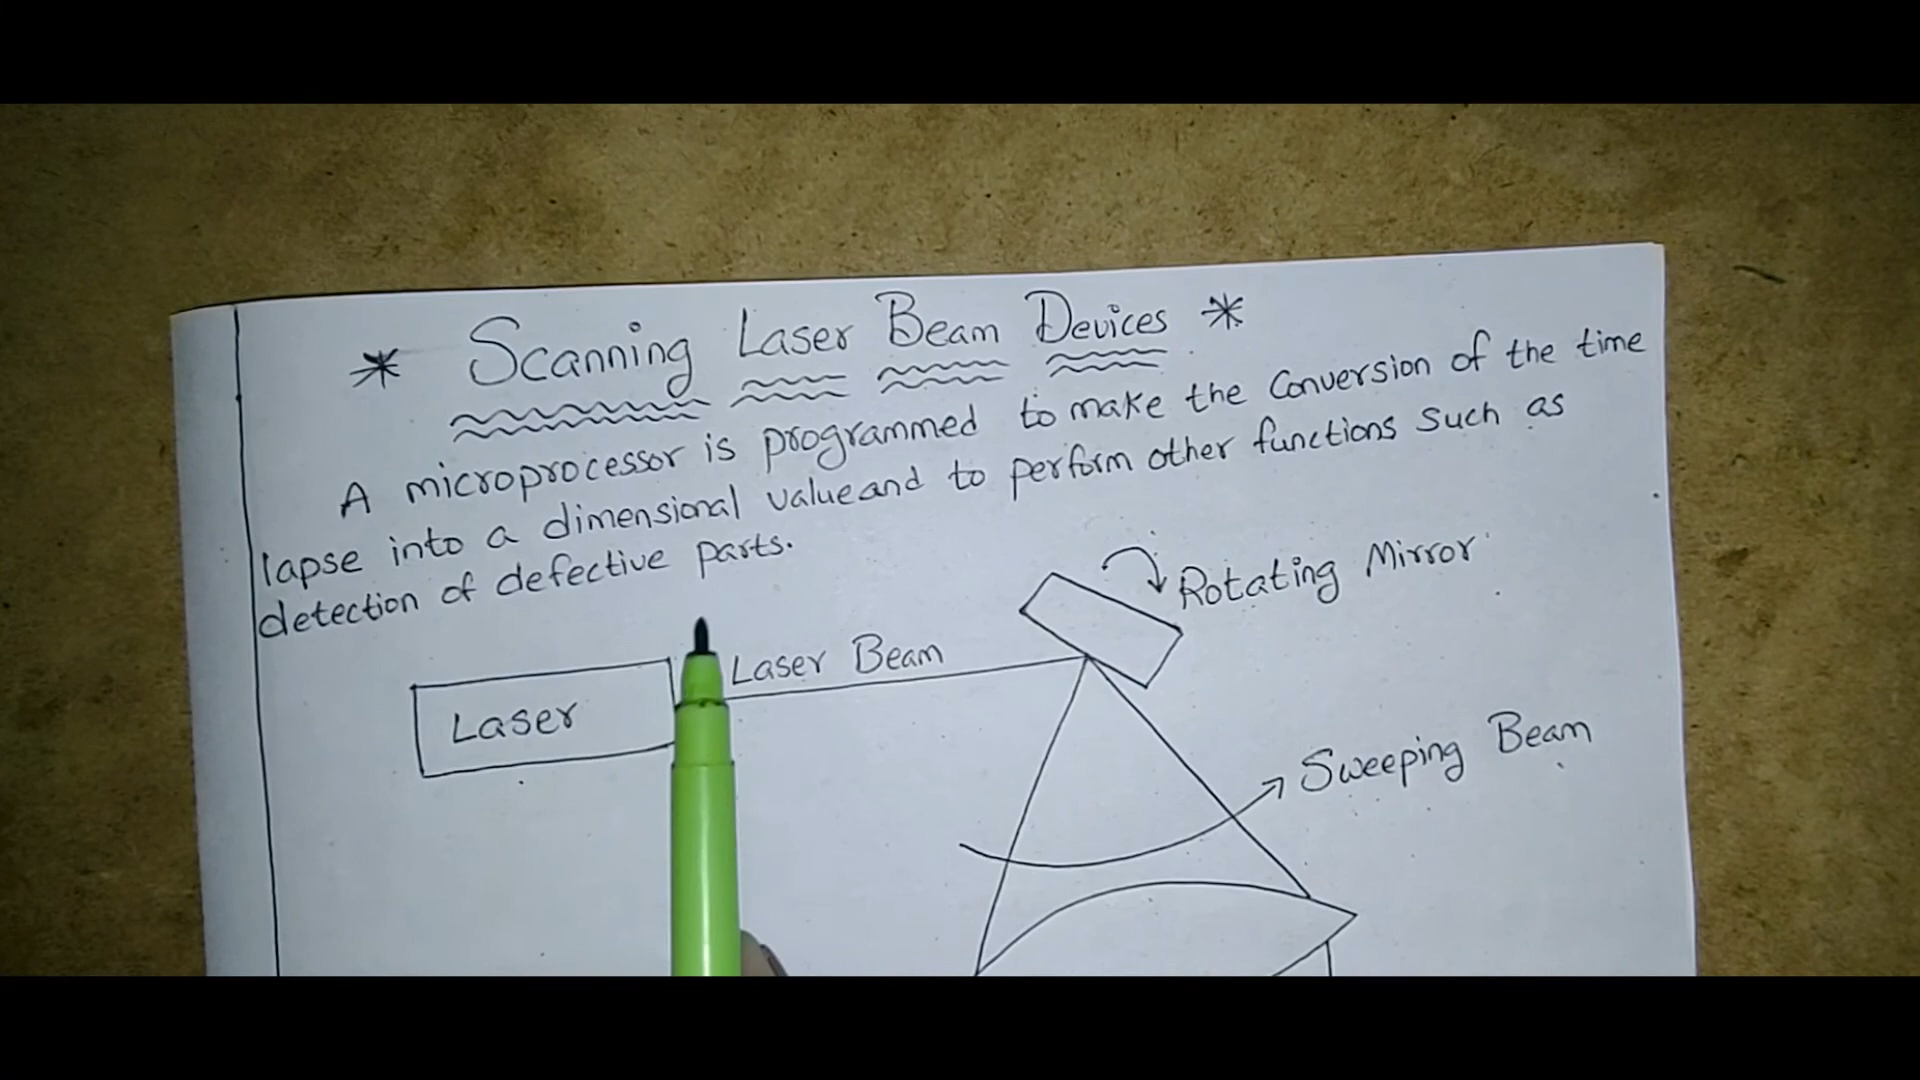 * Scanning Laser Beam Devices *
A microprocessor is programmed to make the conversion of the time
lapse into a dimensional value and to perform other functions such as
detection of defective parts.
Rotating Mirror
Laser Beam
Laser
Sweeping Beam